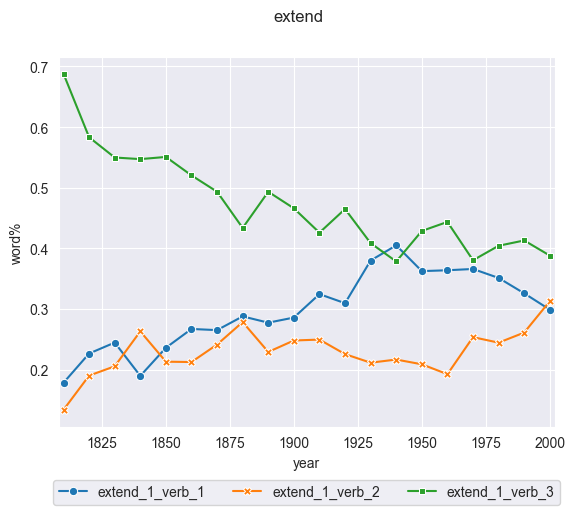 extend
0.7
0.6
0.5
0.4
0.3
0.2
word%
1825 1850 1875 1900 1925 1950 1975 2000
year
extend_1_verb_1 extend_1_verb_2 extend_1_verb_3